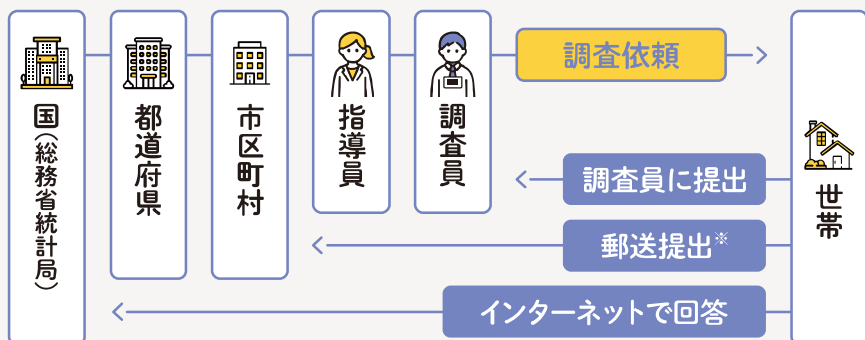 国（総務省統計局）
都道府県
市区町村
指導員
調査員
調査依頼
調査員に提出
郵送提出※
インターネットで回答
世帯